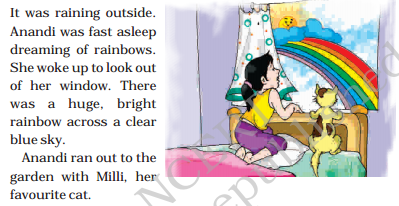 It was raining outside.
Anandi was fast asleep
dreaming of rainbows.
She woke up to look out
of her window. There
was a huge, bright
rainbow across a clear
blue sky.
Anandi ran out to the
garden with Milli, her
favourite cat.